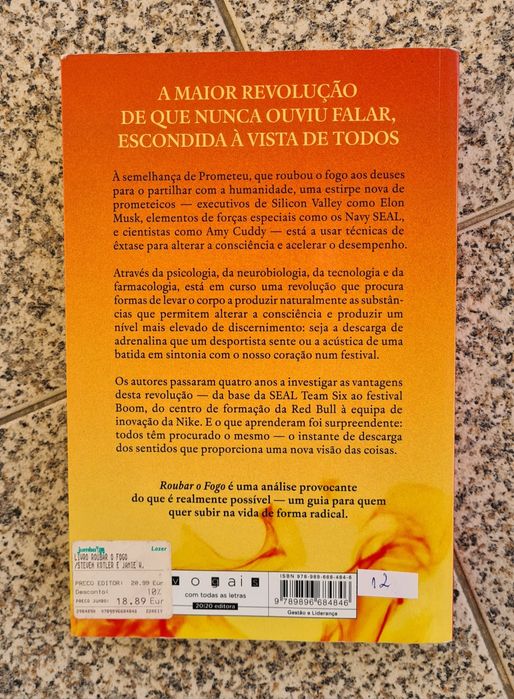 A MAIOR REVOLUÇÃO
DE QUE NUNCA OUVIU FALAR,
ESCONDIDA À VISTA DE TODOS
À semelhança de Prometeu, que roubou o fogo aos deuses
para o partilhar com a humanidade, uma estirpe nova de
prometeicos — executivos de Silicon Valley como Elon
Musk, elementos de forças especiais como os Navy SEAL,
e cientistas como Amy Cuddy — está a usar técnicas de
êxtase para alterar a consciência e acelerar o desempenho.
Através da psicologia, da neurobiologia, da tecnologia e da
farmacologia, está em curso uma revolução que procura
formas de levar o corpo a produzir naturalmente as substân-
cias que permitem alterar a consciência e produzir um
nível mais elevado de discernimento: seja a descarga de
adrenalina que um desportista sente ou a acústica de uma
batida em sintonia com o nosso coração num festival.
Os autores passaram quatro anos a investigar as vantagens
desta revolução — da base da SEAL Team Six ao festival
Boom, do centro de formação da Red Bull à equipa de
inovação da Nike. E o que aprenderam foi surpreendente:
todos têm procurado o mesmo — o instante de descarga
dos sentidos que proporciona uma nova visão das coisas.
Roubar o Fogo é uma análise provocante
do que é realmente possível — um guia para quem
quer subir na vida de forma radical.
jumbo Lazer
LIVRO ROUBAR O FOGO
/STEVEN KOTLER E JAMIE W.
PRECO EDITOR: 20.99 Eur
Desconto: 10%
PREÇO JUMBO: 18.89 Eur
9789896684846
vogais
com todas as letras
20|20 editora
ISBN 978-989-668-484-6
9 789896 684846
Gestão e Liderança
12